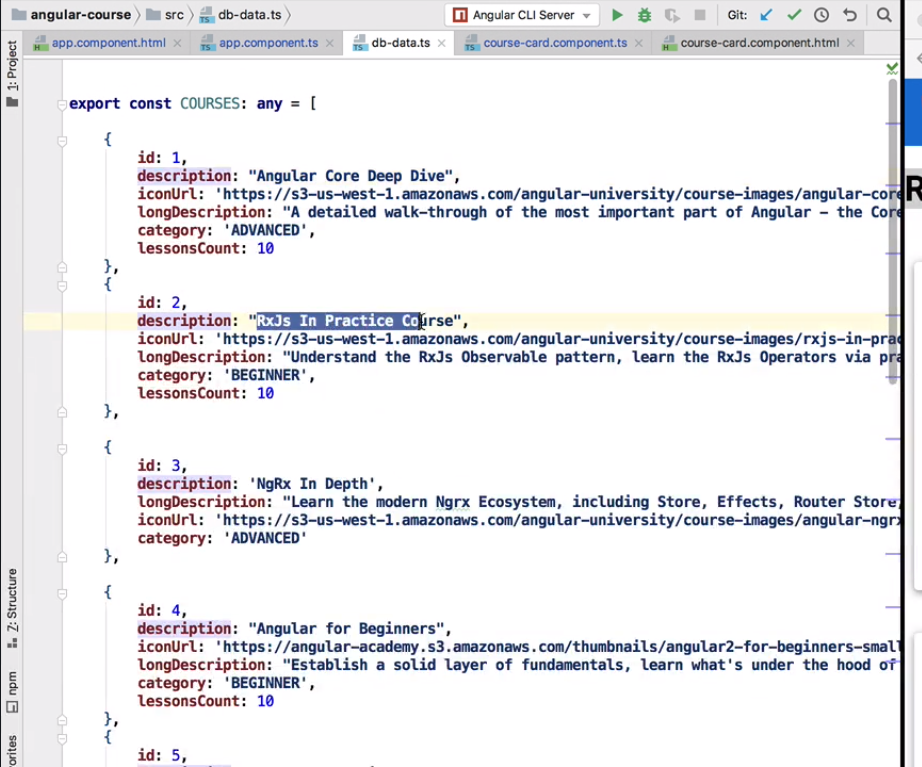 angular-course src db-data.ts Angular CLI Server Git:
app.component.html app.component.ts db-data.ts course-card.component.ts course-card.component.html
1: Project
export const COURSES: any = [
{
id: 1,
description: "Angular Core Deep Dive",
iconUrl: 'https://s3-us-west-1.amazonaws.com/angular-university/course-images/angular-core
longDescription: "A detailed walk-through of the most important part of Angular - the Core
category: 'ADVANCED',
lessonsCount: 10
},
{
id: 2,
description: "RxJs In Practice Course",
iconUrl: 'https://s3-us-west-1.amazonaws.com/angular-university/course-images/rxjs-in-prac
longDescription: "Understand the RxJs Observable pattern, learn the RxJs Operators via pra
category: 'BEGINNER',
lessonsCount: 10
},
{
id: 3,
description: 'NgRx In Depth',
longDescription: "Learn the modern Ngrx Ecosystem, including Store, Effects, Router Store,
iconUrl: 'https://s3-us-west-1.amazonaws.com/angular-university/course-images/angular-ngrx
category: 'ADVANCED'
},
{
id: 4,
description: "Angular for Beginners",
iconUrl: 'https://angular-academy.s3.amazonaws.com/thumbnails/angular2-for-beginners-small
longDescription: "Establish a solid layer of fundamentals, learn what's under the hood of
category: 'BEGINNER',
lessonsCount: 10
},
{
id: 5,
Z: Structure
npm
R